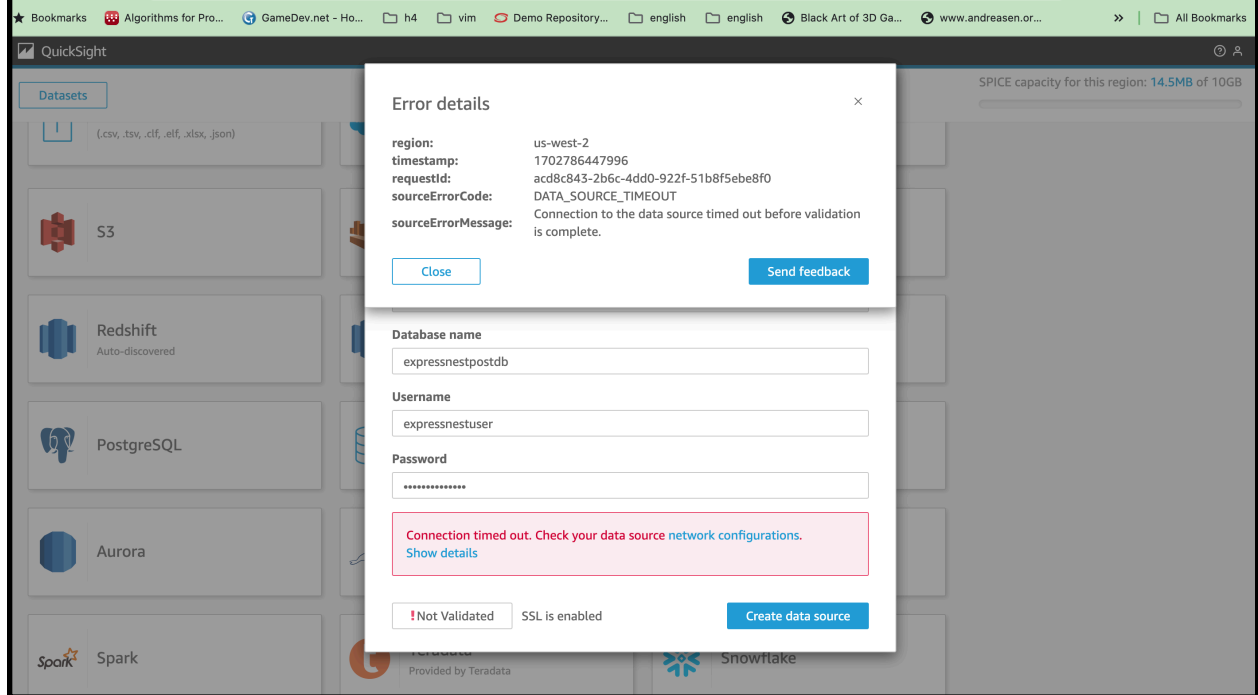 Bookmarks Algorithms for Pro... GameDev.net - Ho... h4 vim Demo Repository... english english Black Art of 3D Ga... www.andreasen.or... » All Bookmarks
QuickSight
Datasets
SPICE capacity for this region: 14.5MB of 10GB
(.csv, .tsv, .clf, .elf, .xlsx, .json)
S3
Redshift
Auto-discovered
PostgreSQL
Aurora
Spark
Spark
Error details
×
region: us-west-2
timestamp: 1702786447996
requestId: acd8c843-2b6c-4dd0-922f-51b8f5ebe8f0
sourceErrorCode: DATA_SOURCE_TIMEOUT
sourceErrorMessage: Connection to the data source timed out before validation
is complete.
Close
Send feedback
Database name
expressnestpostdb
Username
expressnestuser
Password
••••••••••••••
Connection timed out. Check your data source network configurations.
Show details
! Not Validated
SSL is enabled
Create data source
Teradata
Provided by Teradata
Snowflake